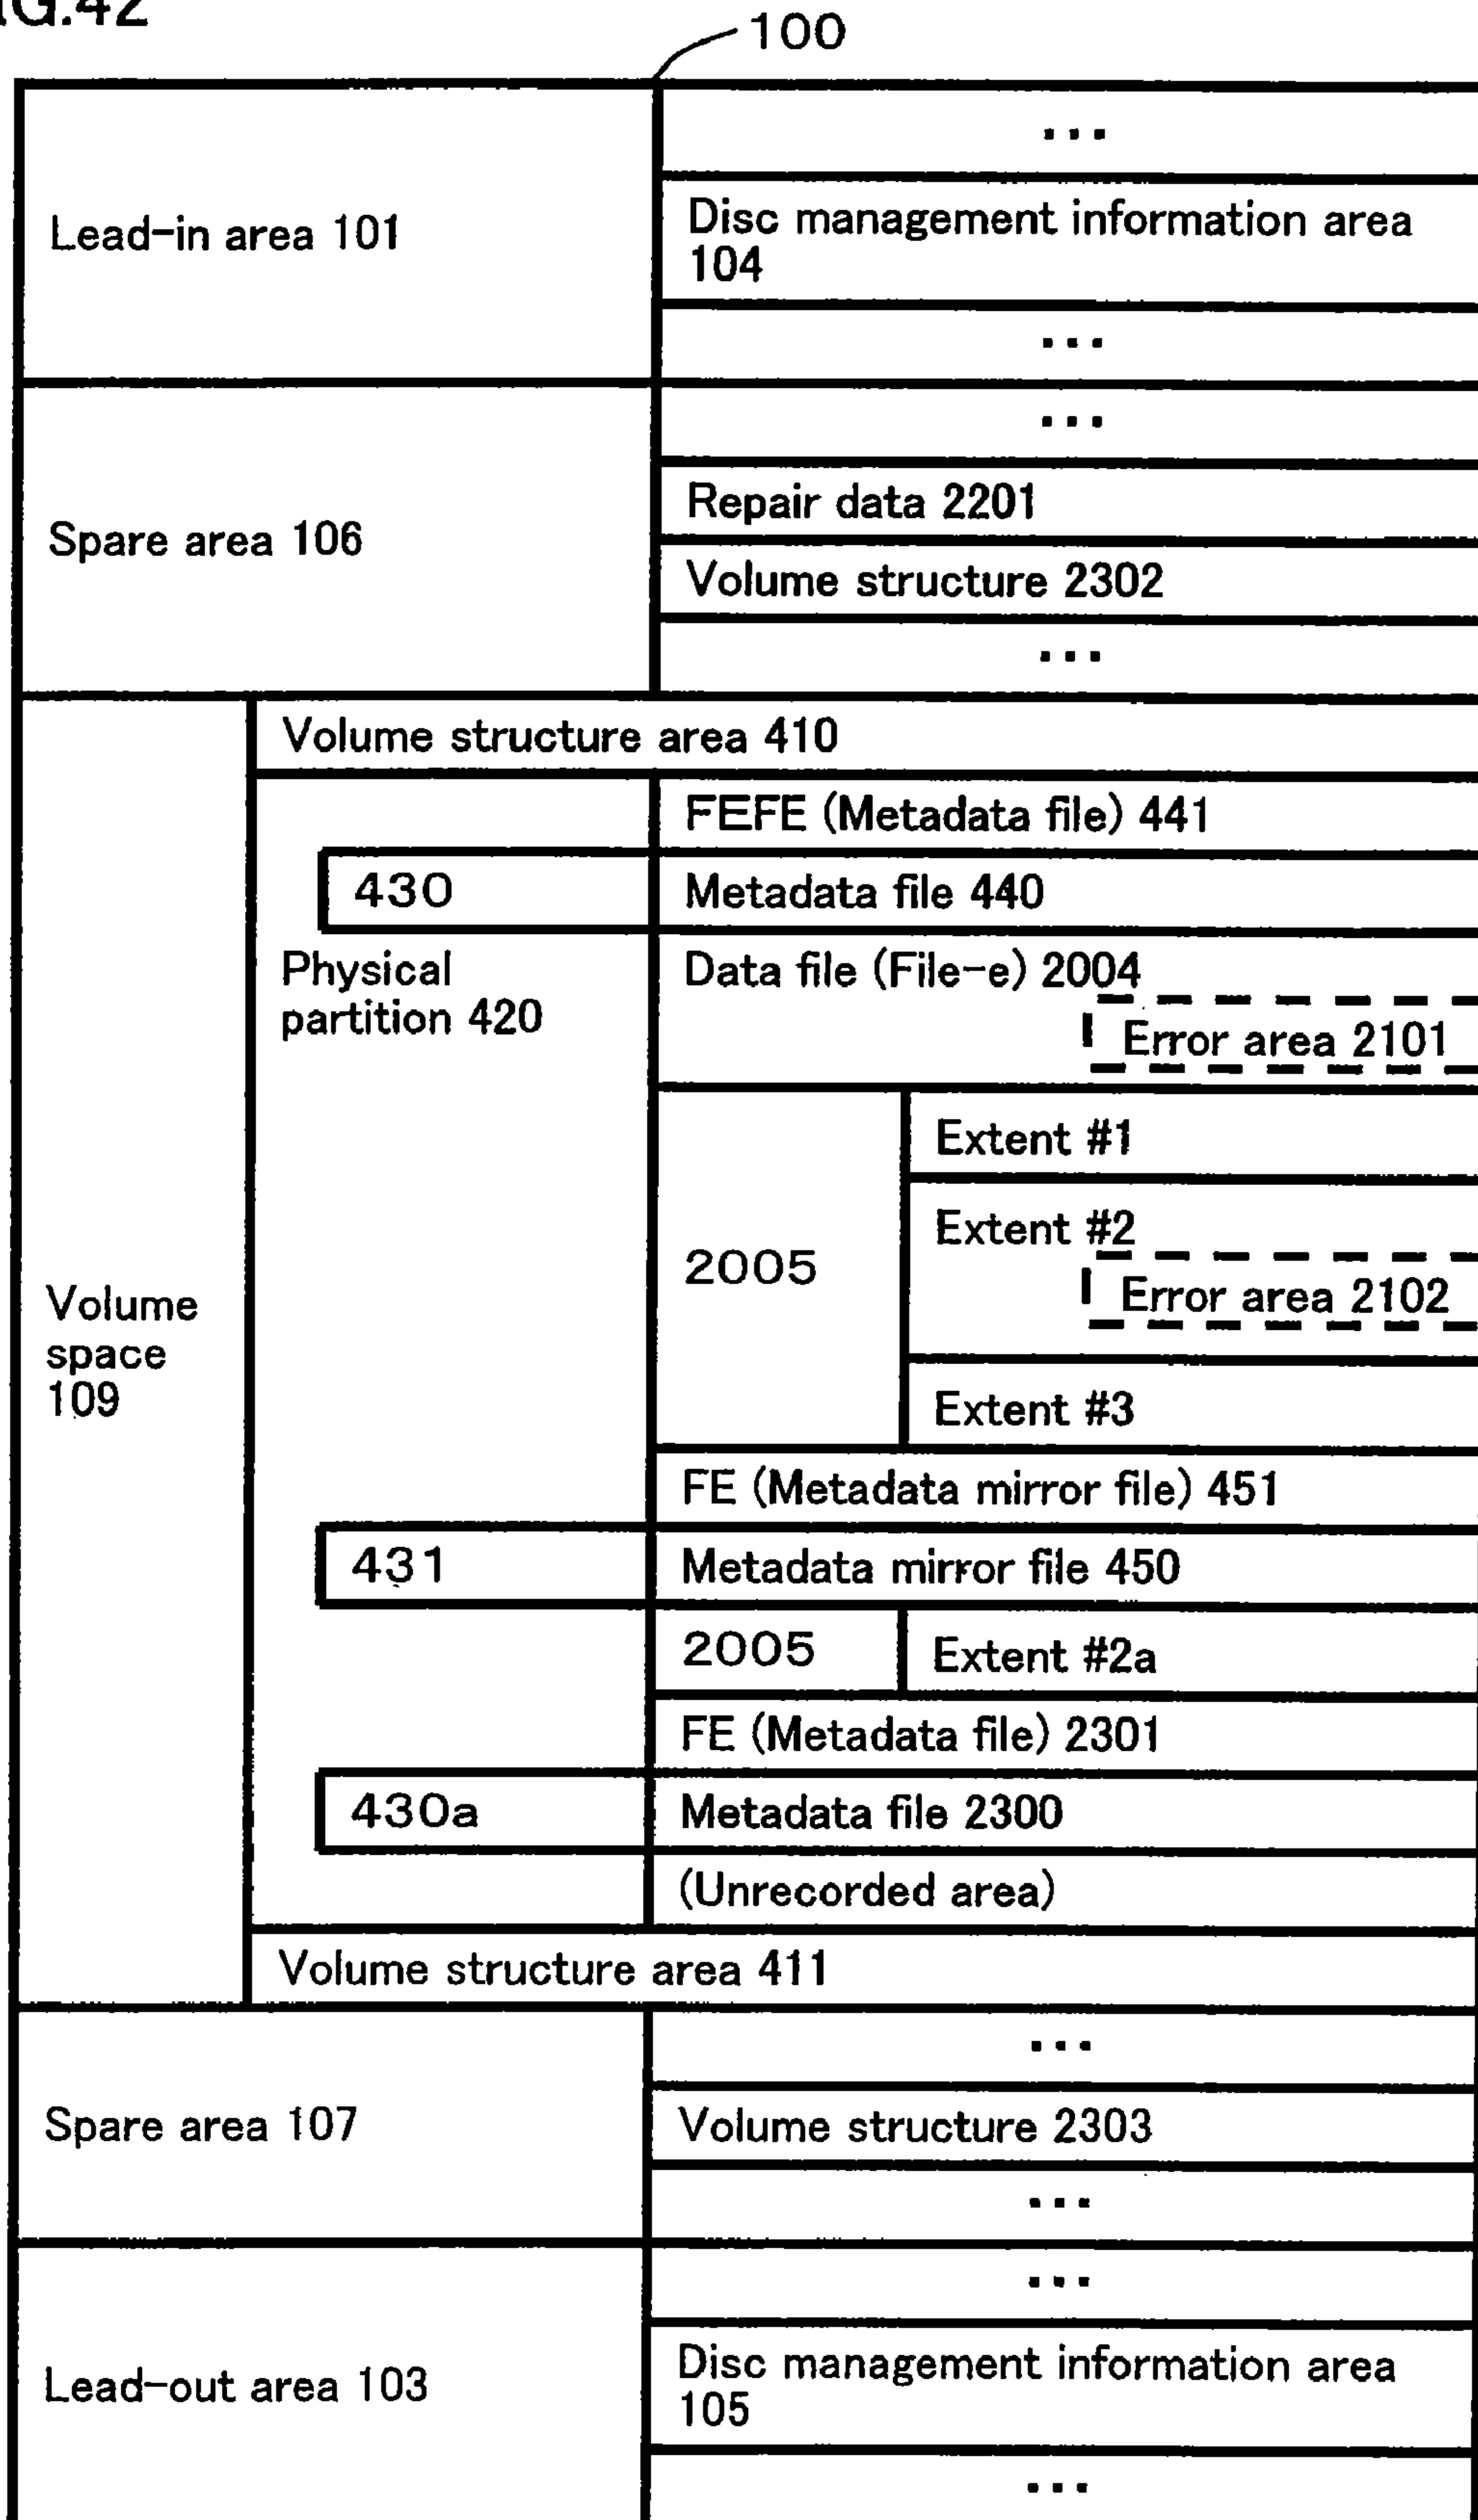 IG.42
100
...
Lead-in area 101
Disc management information area
104
...
...
Spare area 106
Repair data 2201
Volume structure 2302
...
Volume structure area 410
FEFE (Metadata file) 441
430
Metadata file 440
Physical
partition 420
Data file (File-e) 2004
Error area 2101
Extent #1
2005
Extent #2
Error area 2102
Volume
space
109
Extent #3
FE (Metadata mirror file) 451
431
Metadata mirror file 450
2005
Extent #2a
FE (Metadata file) 2301
430a
Metadata file 2300
(Unrecorded area)
Volume structure area 411
...
Spare area 107
Volume structure 2303
...
...
Lead-out area 103
Disc management information area
105
...